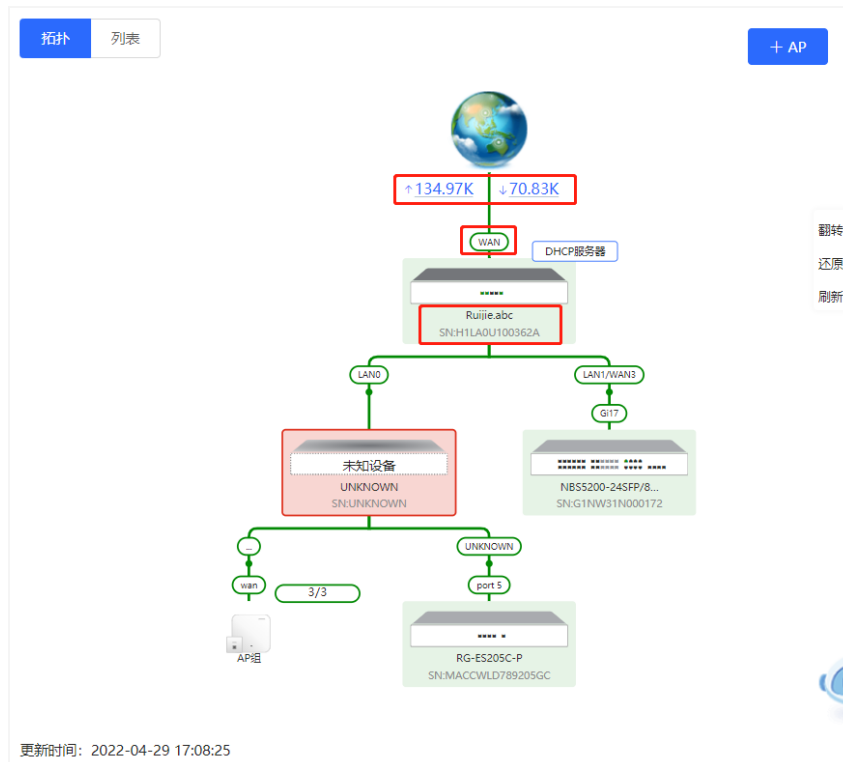 拓扑 列表
+ AP
↑134.97K ↓70.83K
WAN
DHCP服务器
Ruijie.abc
SN:H1LA0U100362A
LAN0 LAN1/WAN3
Gi17
未知设备
UNKNOWN
SN:UNKNOWN
NBS5200-24SFP/8...
SN:G1NW31N000172
翻转
还原
刷新
... UNKNOWN
wan 3/3 port 5
AP组
RG-ES205C-P
SN:MACCWLD789205GC
更新时间：2022-04-29 17:08:25